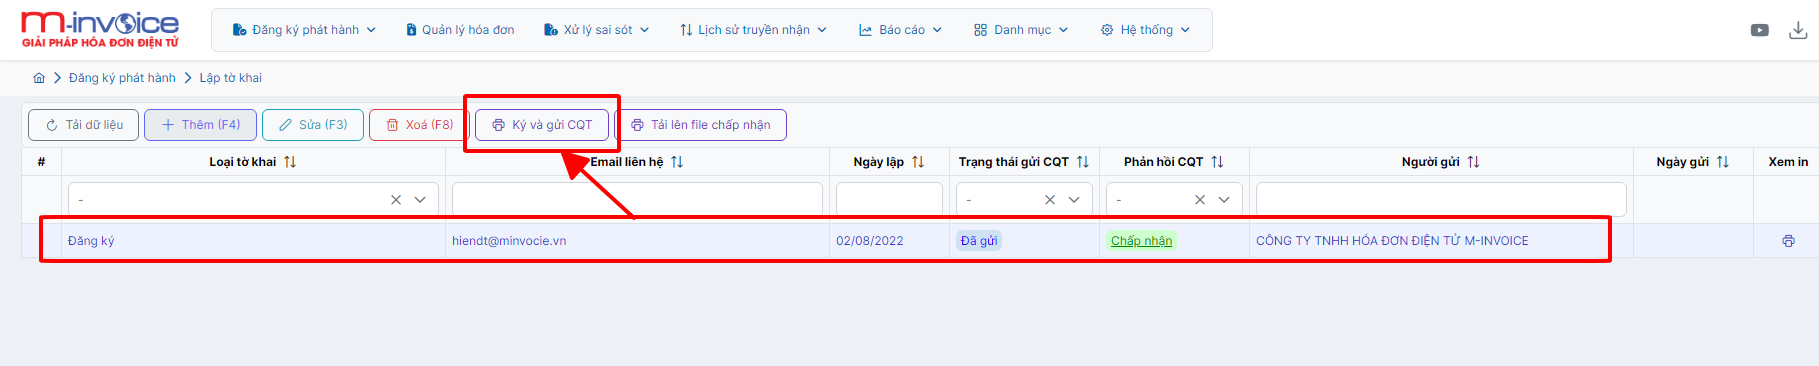 m-invoice
GIẢI PHÁP HÓA ĐƠN ĐIỆN TỬ
Đăng ký phát hành
Quản lý hóa đơn
Xử lý sai sót
Lịch sử truyền nhận
Báo cáo
Danh mục
Hệ thống
Đăng ký phát hành
Lập tờ khai
Tải dữ liệu
Thêm (F4)
Sửa (F3)
Xoá (F8)
Ký và gửi CQT
Tải lên file chấp nhận
#
Loại tờ khai
Email liên hệ
Ngày lập
Trạng thái gửi CQT
Phản hồi CQT
Người gửi
Ngày gửi
Xem in
-
-
-
Đăng ký
hiendt@minvocie.vn
02/08/2022
Đã gửi
Chấp nhận
CÔNG TY TNHH HÓA ĐƠN ĐIỆN TỬ M-INVOICE